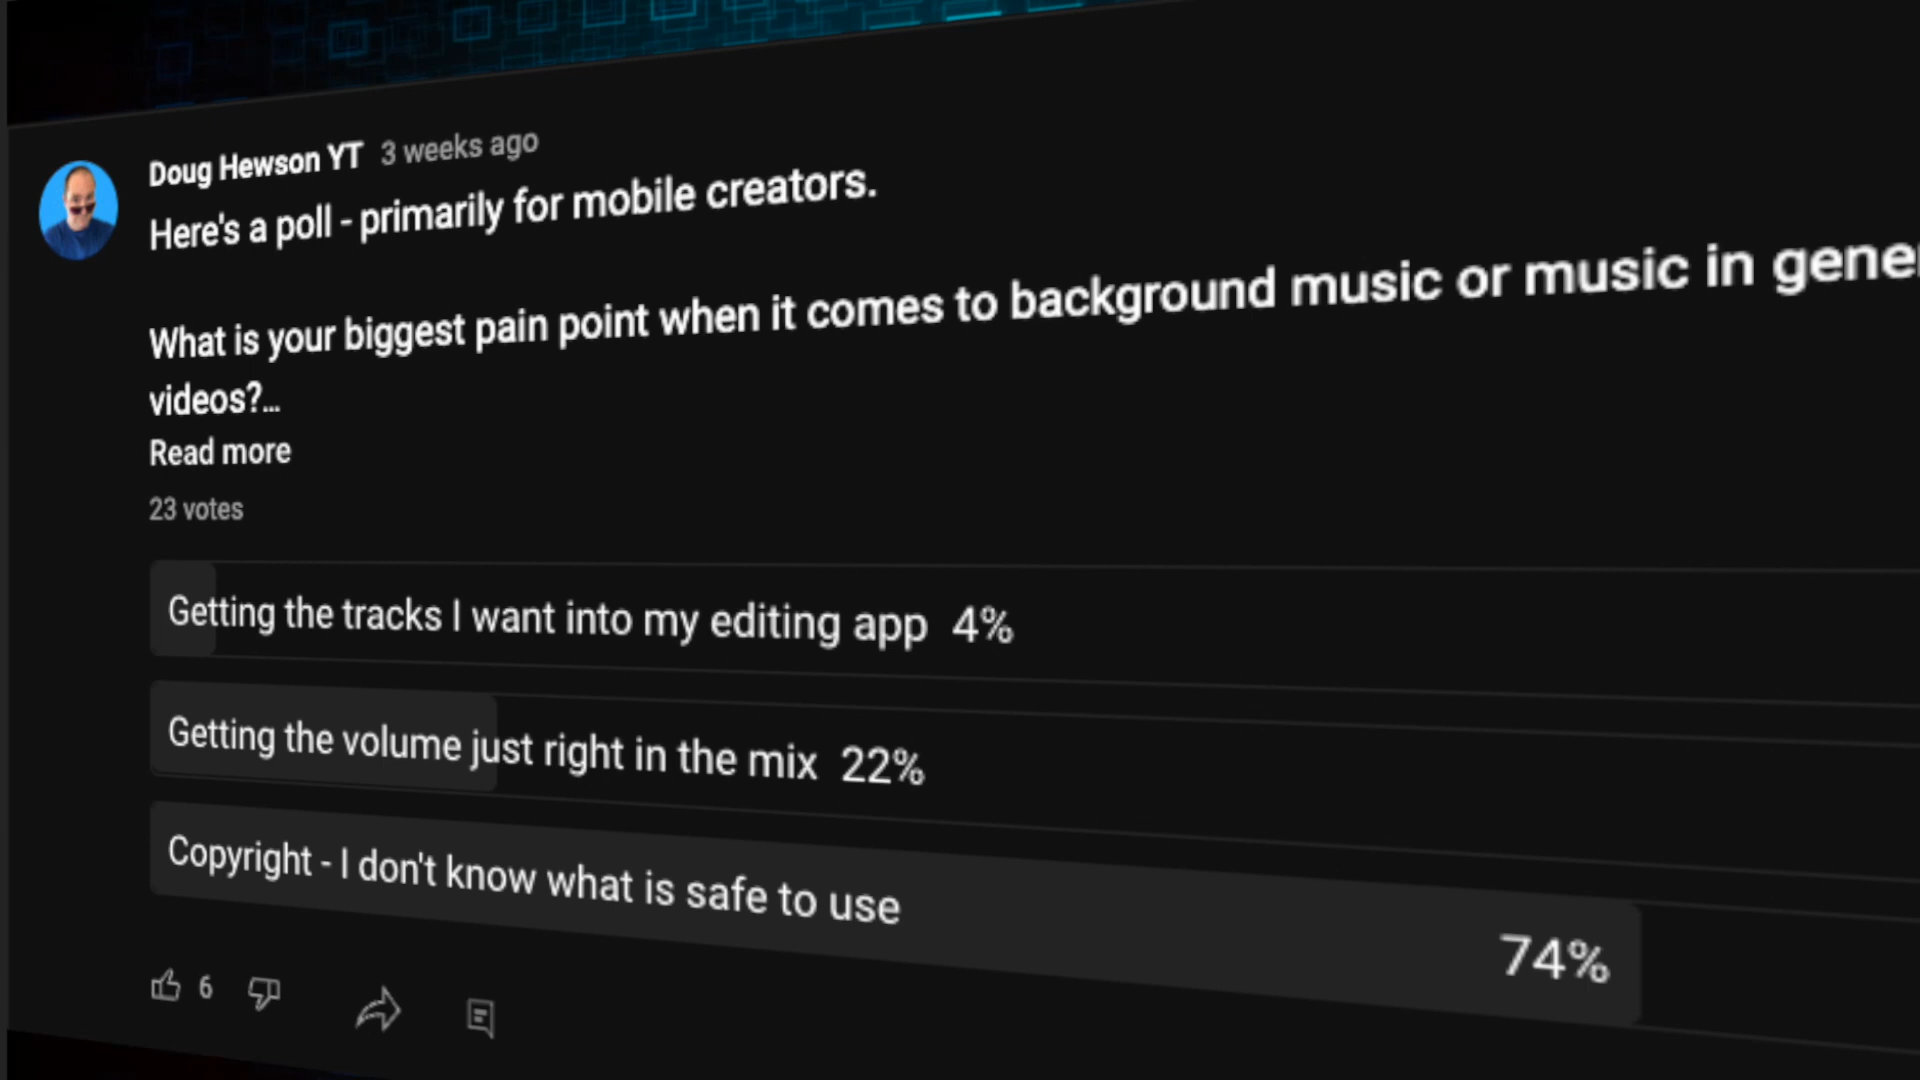 Doug Hewson YT 3 weeks ago
Here's a poll - primarily for mobile creators.
What is your biggest pain point when it comes to background music or music in gene
videos?...
Read more
23 votes
Getting the tracks I want into my editing app 4%
Getting the volume just right in the mix 22%
Copyright - I don't know what is safe to use 74%
6